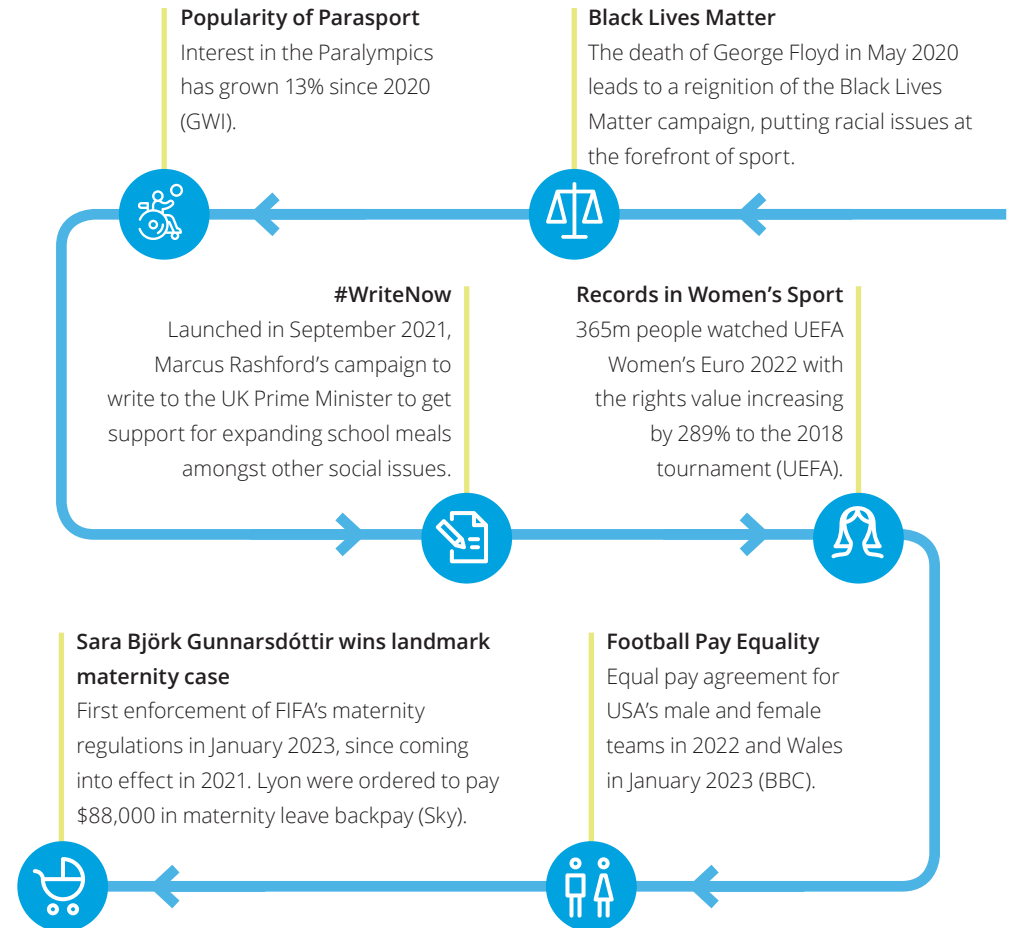 Black Lives Matter
The death of George Floyd in May 2020
leads to a reignition of the Black Lives
Matter campaign, putting racial issues at
the forefront of sport.
Popularity of Parasport
Interest in the Paralympics
has grown 13% since 2020
(GWI).
#WriteNow
Launched in September 2021,
Marcus Rashford’s campaign to
write to the UK Prime Minister to get
support for expanding school meals
amongst other social issues.
Records in Women’s Sport
365m people watched UEFA
Women’s Euro 2022 with
the rights value increasing
by 289% to the 2018
tournament (UEFA).
Football Pay Equality
Equal pay agreement for
USA’s male and female
teams in 2022 and Wales
in January 2023 (BBC).
Sara Björk Gunnarsdóttir wins landmark
maternity case
First enforcement of FIFA’s maternity
regulations in January 2023, since coming
into effect in 2021. Lyon were ordered to pay
$88,000 in maternity leave backpay (Sky).